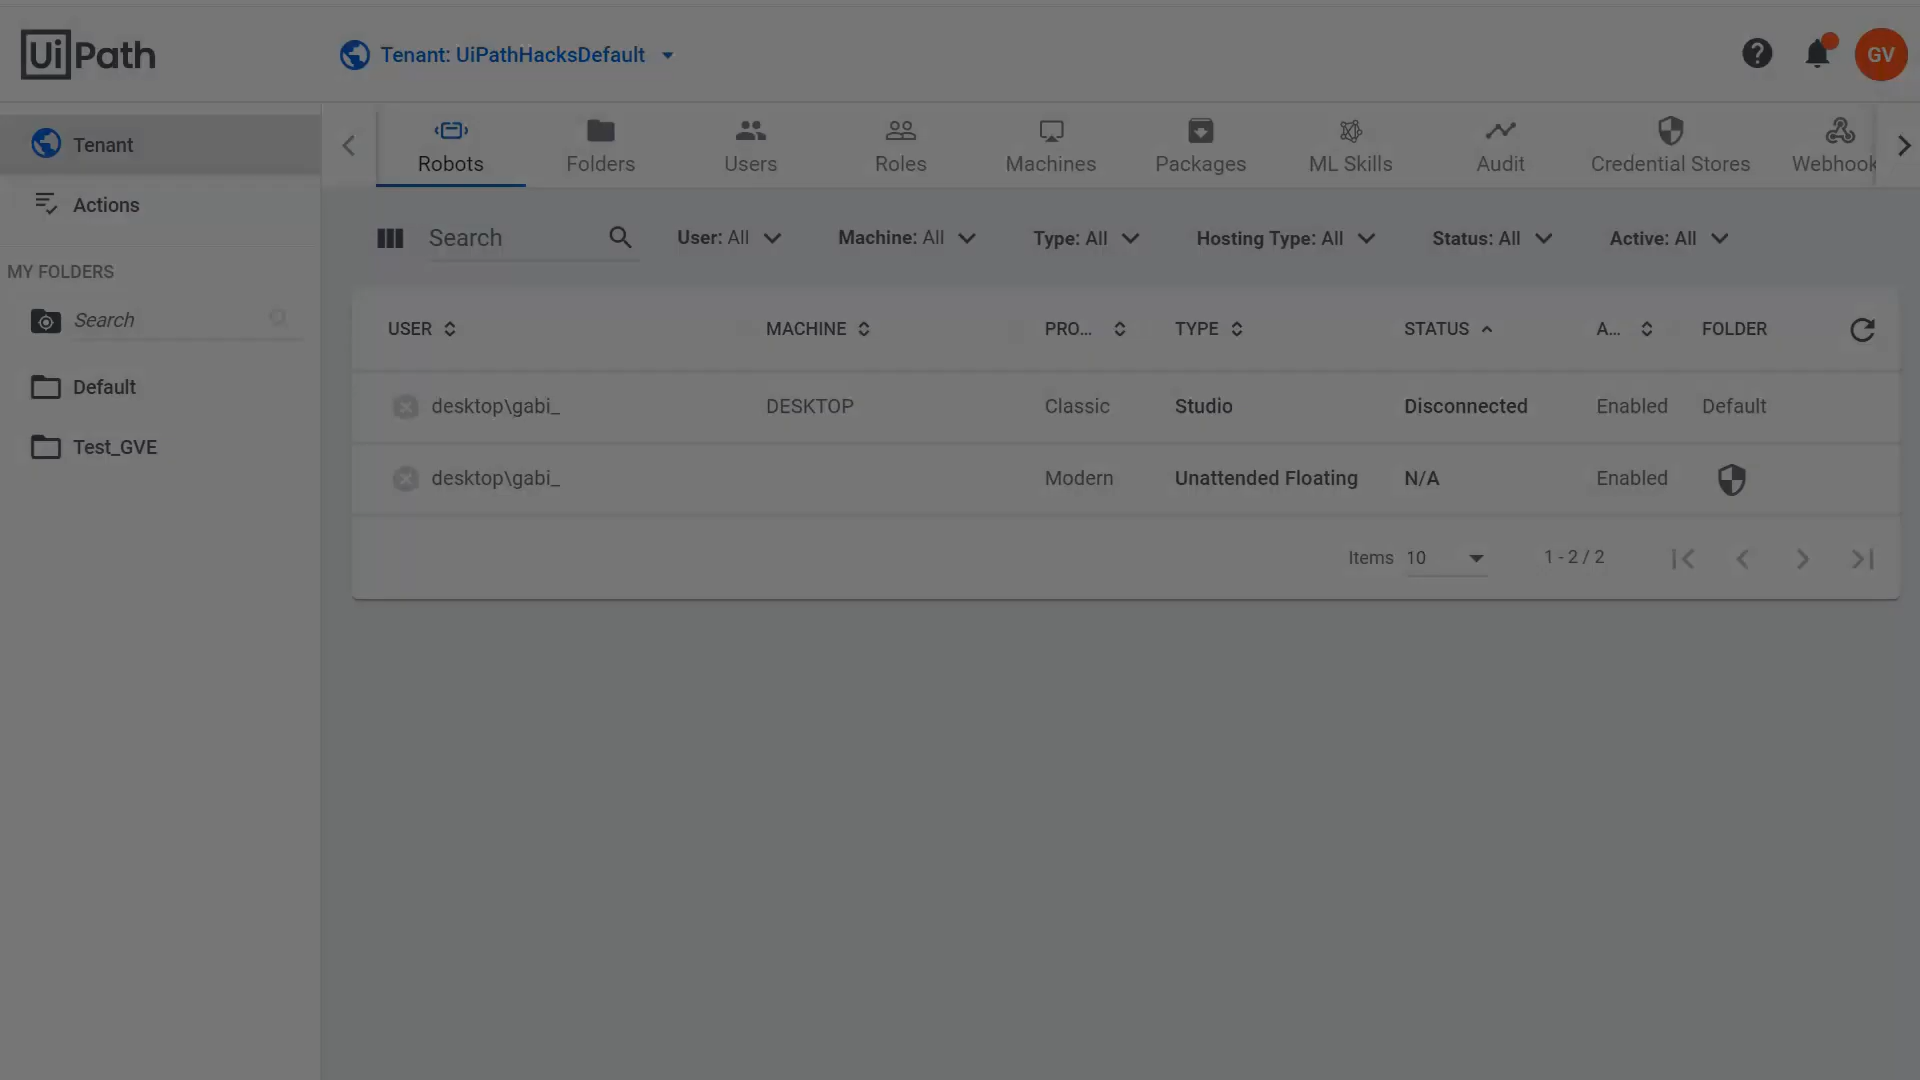 UiPath
Tenant: UiPathHacksDefault
GV
Tenant
Actions
MY FOLDERS
Search
Default
Test_GVE
Robots
Folders
Users
Roles
Machines
Packages
ML Skills
Audit
Credential Stores
Webhook
Search
User: All
Machine: All
Type: All
Hosting Type: All
Status: All
Active: All
USER MACHINE PRO... TYPE STATUS A... FOLDER
desktop\gabi_ DESKTOP Classic Studio Disconnected Enabled Default
desktop\gabi_ Modern Unattended Floating N/A Enabled
Items 10 1 - 2 / 2